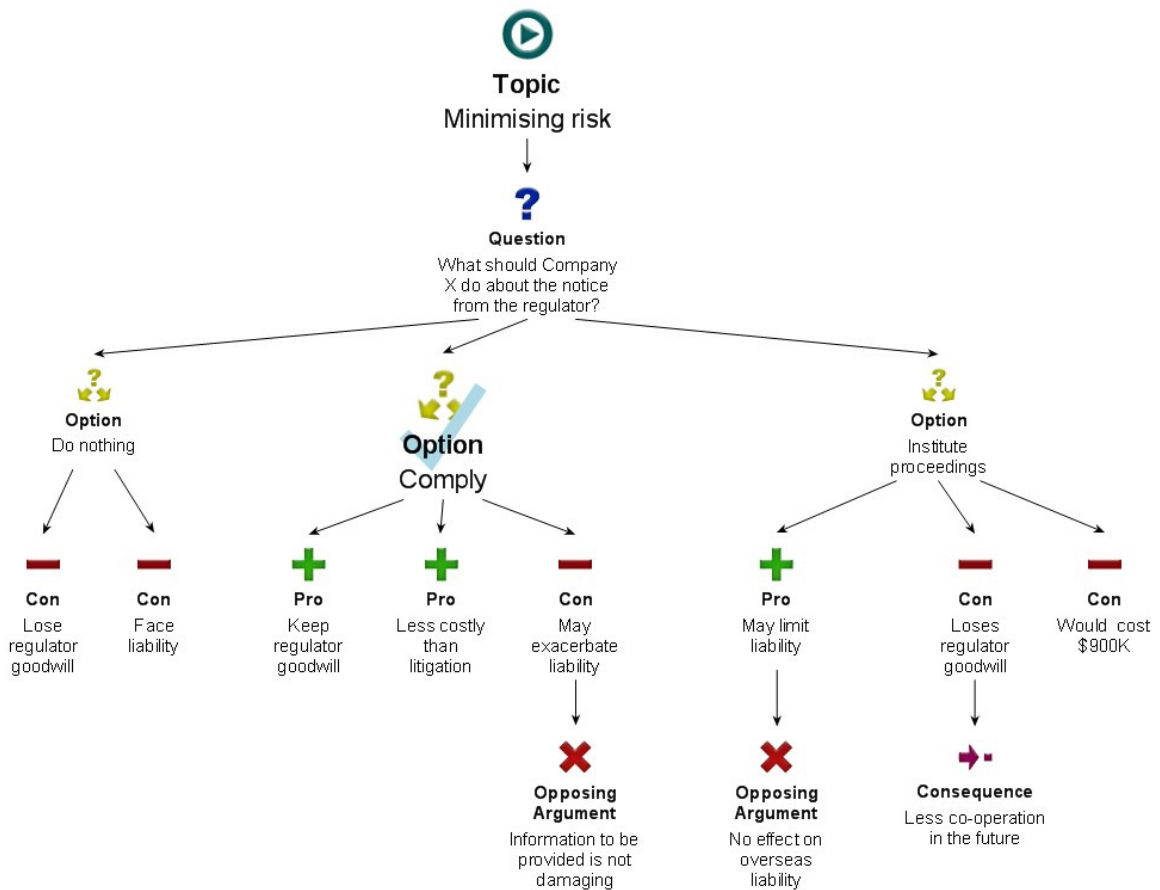 Topic
Minimising risk
?
Question
What should Company
X do about the notice
from the regulator?
?
Option
Do nothing
?
Option
Comply
?
Option
Institute
proceedings
Con
Lose
regulator
goodwill
Con
Face
liability
Pro
Keep
regulator
goodwill
Pro
Less costly
than
litigation
Con
May
exacerbate
liability
Pro
May limit
liability
Con
Loses
regulator
goodwill
Con
Would cost
$900K
Opposing
Argument
Information to be
provided is not
damaging
Opposing
Argument
No effect on
overseas
liability
Consequence
Less co-operation
in the future